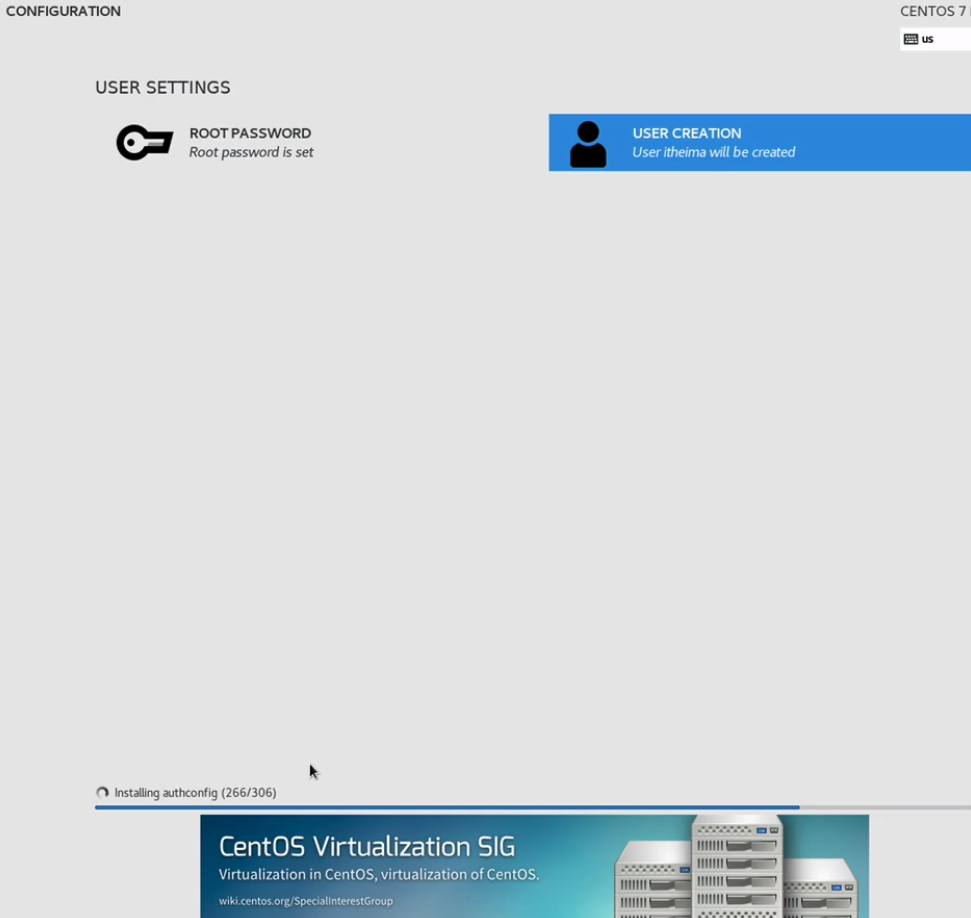 CONFIGURATION
CENTOS 7
us
USER SETTINGS
ROOT PASSWORD
Root password is set
USER CREATION
User itheima will be created
Installing authconfig (266/306)
CentOS Virtualization SIG
Virtualization in CentOS, virtualization of CentOS.
wiki.centos.org/SpecialInterestGroup